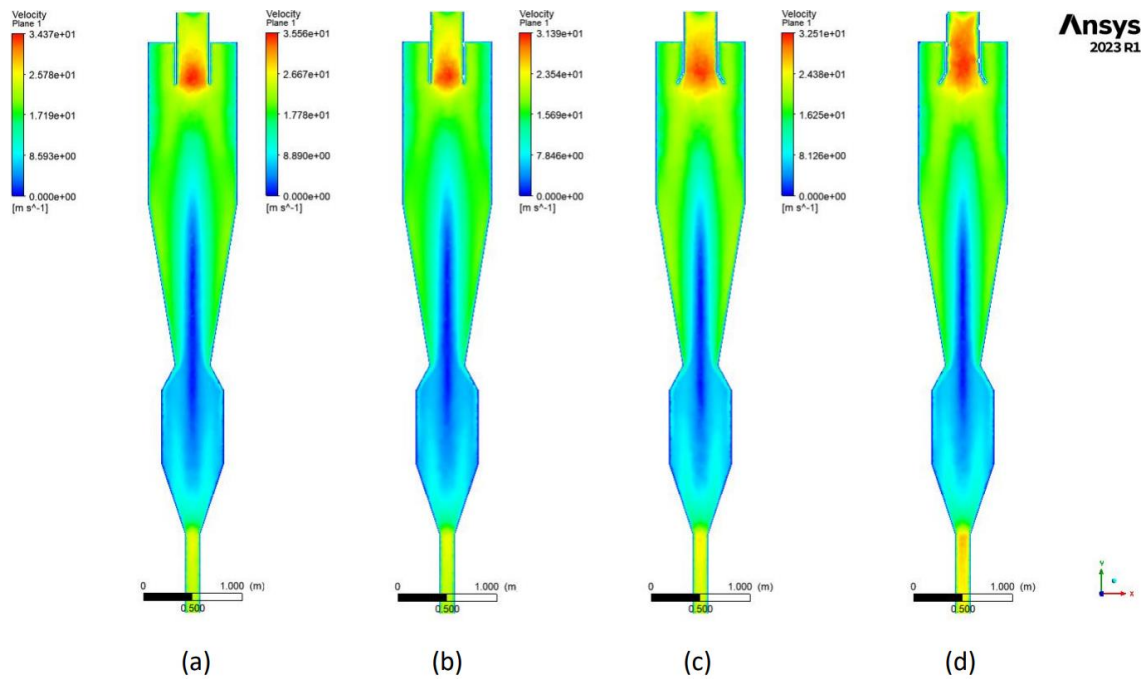 Velocity
Plane 1
3.437e+01
2.578e+01
1.719e+01
8.593e+00
0.000e+00
[m s^-1]
Velocity
Plane 1
3.556e+01
2.667e+01
1.778e+01
8.890e+00
0.000e+00
[m s^-1]
Velocity
Plane 1
3.139e+01
2.354e+01
1.569e+01
7.846e+00
0.000e+00
[m s^-1]
Velocity
Plane 1
3.251e+01
2.438e+01
1.625e+01
8.126e+00
0.000e+00
[m s^-1]
Ansys
2023 R1
0 1.000 (m)
0.500
0 1.000 (m
0.500
0 1.000 (m)
0.500
0 1.000 (m)
0.500
Y
X
(a) (b) (c) (d)